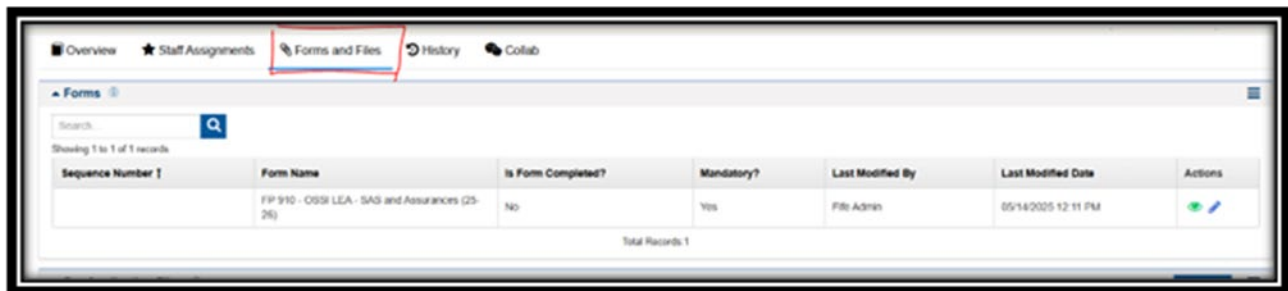 Overview Staff Assignments Forms and Files History Collab
Forms
Search...
Showing 1 to 1 of 1 records
Sequence Number Form Name Is Form Completed? Mandatory? Last Modified By Last Modified Date Actions
FP 910 - OSSI LEA - SAS and Assurances (25-
26)
No Yes Fife Admin 05/14/2025 12:11 PM
Total Records:1